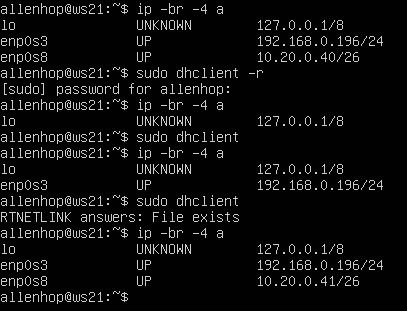 allenhop@ws21:~$ ip -br -4 a
lo UNKNOWN 127.0.0.1/8
enp0s3 UP 192.168.0.196/24
enp0s8 UP 10.20.0.40/26
allenhop@ws21:~$ sudo dhclient -r
[sudo] password for allenhop:
allenhop@ws21:~$ ip -br -4 a
lo UNKNOWN 127.0.0.1/8
allenhop@ws21:~$ sudo dhclient
allenhop@ws21:~$ ip -br -4 a
lo UNKNOWN 127.0.0.1/8
enp0s3 UP 192.168.0.196/24
allenhop@ws21:~$ sudo dhclient
RTNETLINK answers: File exists
allenhop@ws21:~$ ip -br -4 a
lo UNKNOWN 127.0.0.1/8
enp0s3 UP 192.168.0.196/24
enp0s8 UP 10.20.0.41/26
allenhop@ws21:~$